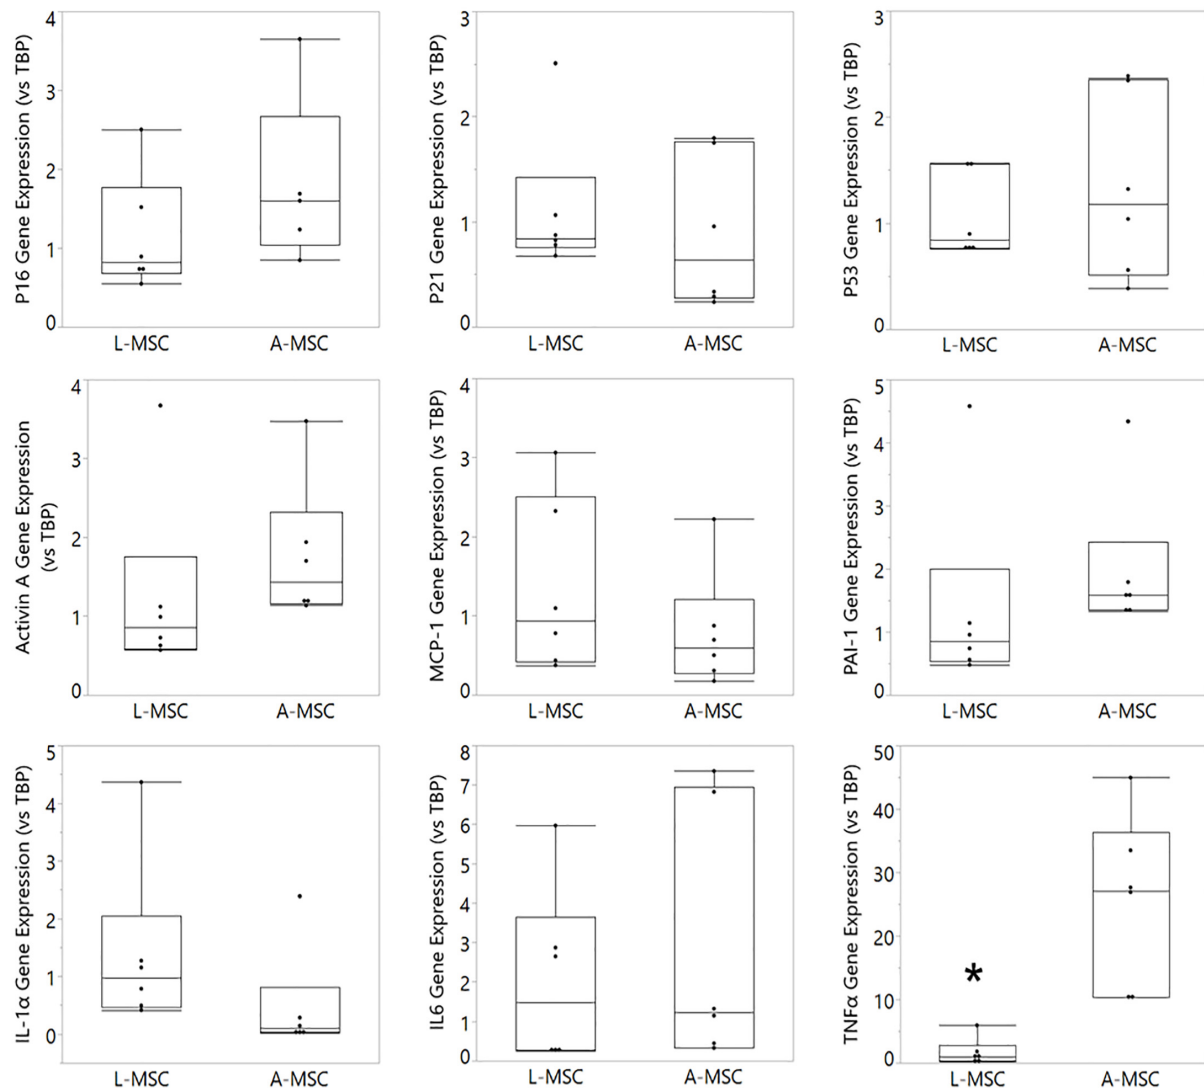 P16 Gene Expression (vs TBP)
4
3
2
1
0
L-MSC
A-MSC
P21 Gene Expression (vs TBP)
3
2
1
0
L-MSC
A-MSC
P53 Gene Expression (vs TBP)
3
2
1
0
L-MSC
A-MSC
Activin A Gene Expression
(vs TBP)
4
3
2
1
0
L-MSC
A-MSC
MCP-1 Gene Expression (vs TBP)
4
3
2
1
0
L-MSC
A-MSC
PAI-1 Gene Expression (vs TBP)
5
4
3
2
1
0
L-MSC
A-MSC
IL-1α Gene Expression (vs TBP)
5
4
3
2
1
0
L-MSC
A-MSC
IL6 Gene Expression (vs TBP)
8
7
6
5
4
3
2
1
0
L-MSC
A-MSC
TNFα Gene Expression (vs TBP)
50
40
30
20
10
0
*
L-MSC
A-MSC